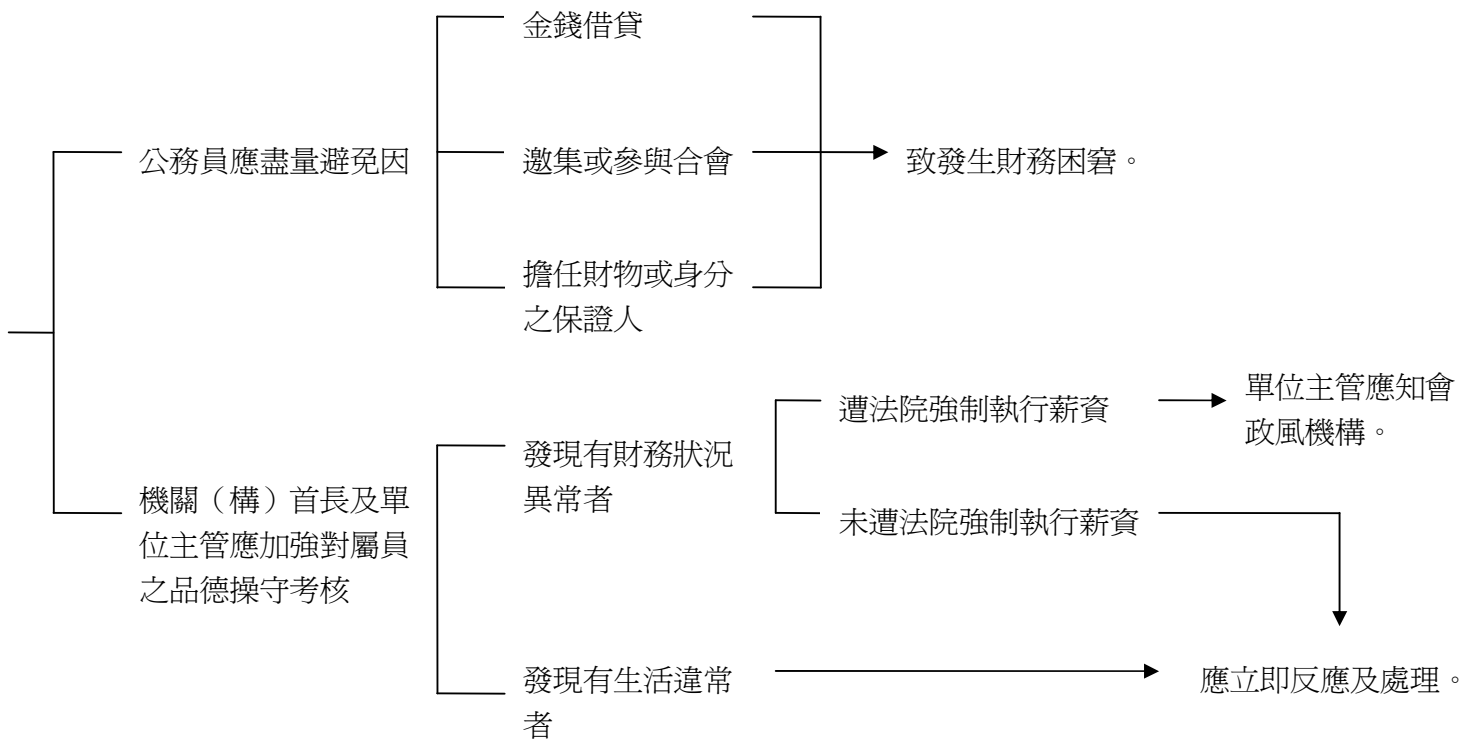 金錢借貸
公務員應盡量避免因
邀集或參與合會
致發生財務困窘。
擔任財物或身分
之保證人
機關（構）首長及單
位主管應加強對屬員
之品德操守考核
發現有財務狀況
異常者
遭法院強制執行薪資
單位主管應知會
政風機構。
未遭法院強制執行薪資
發現有生活違常
者
應立即反應及處理。